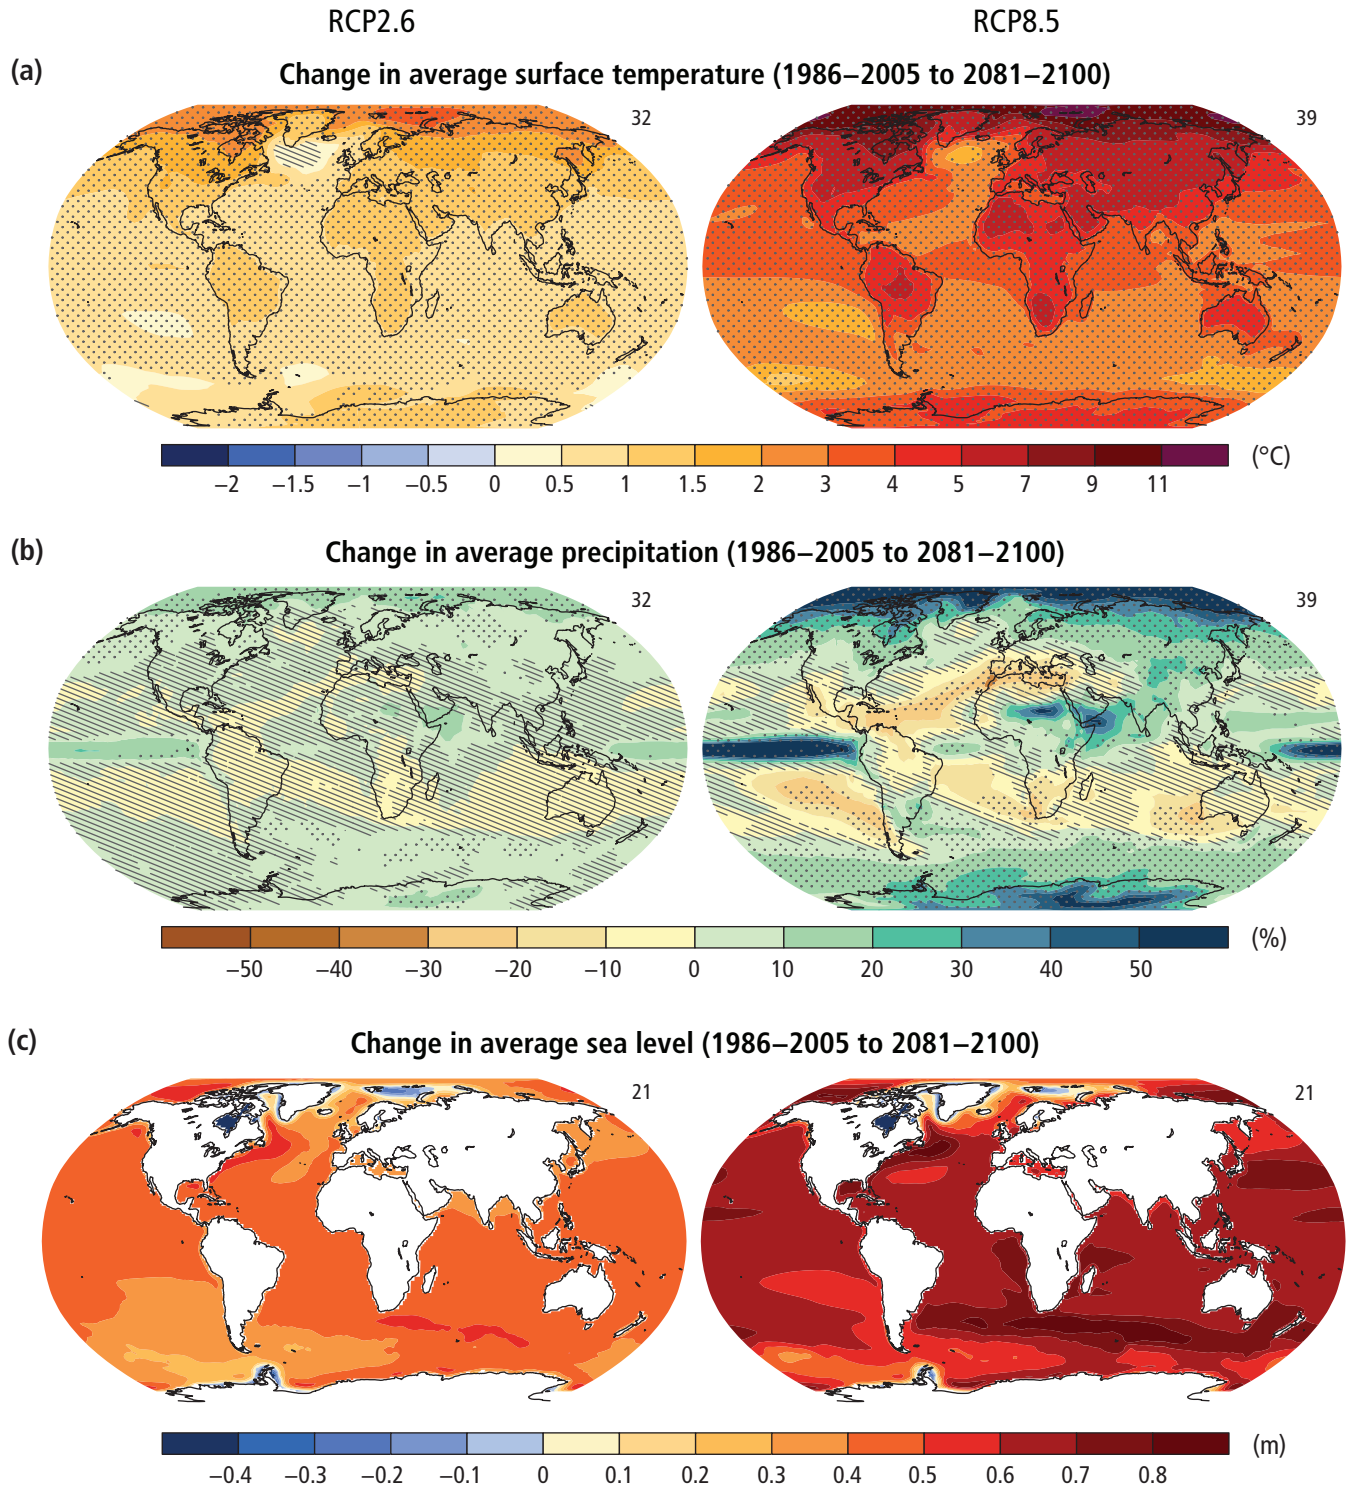 RCP2.6 RCP8.5
(a) Change in average surface temperature (1986−2005 to 2081−2100)
32 39
−2 −1.5 −1 −0.5 0 0.5 1 1.5 2 3 4 5 7 9 11 (°C)
(b) Change in average precipitation (1986−2005 to 2081−2100)
32 39
−50 −40 −30 −20 −10 0 10 20 30 40 50 (%)
(c) Change in average sea level (1986−2005 to 2081−2100)
21 21
−0.4 −0.3 −0.2 −0.1 0 0.1 0.2 0.3 0.4 0.5 0.6 0.7 0.8 (m)